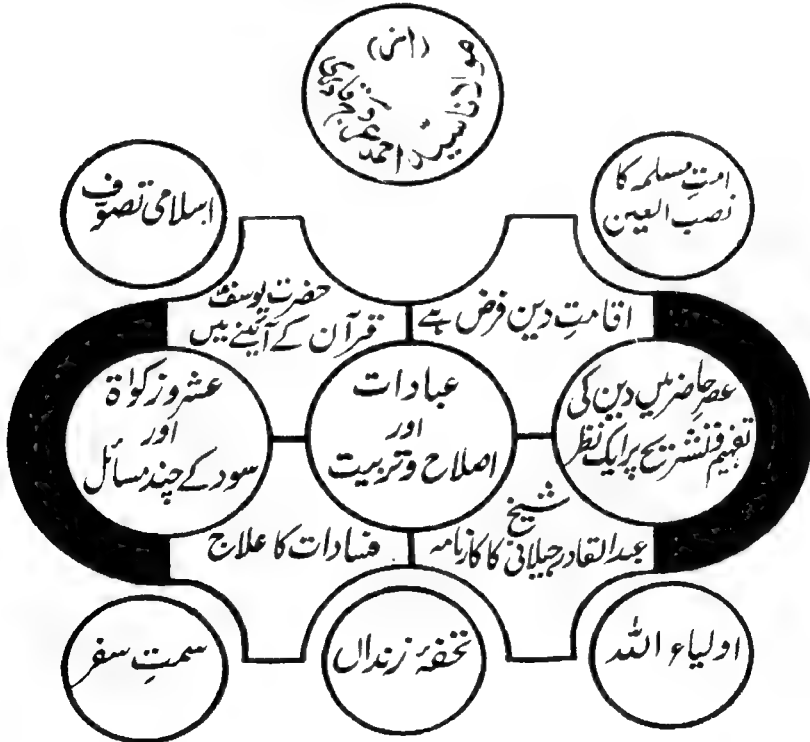 (از)
مولانا سید احمد عروج قادری
امتِ مسلمہ کا
نصب العین
اسلامی تصوّف
اقامتِ دین فرض ہے
حضرت یوسفؑ
قرآن کے آئینے میں
عصرِ حاضر میں دین کی
تفہیم و تشریح پر ایک نظر
عبادات
اور
اصلاح و تربیت
عشر و زکوٰۃ
اور
سود کے چند مسائل
شیخ
عبدالقادر جیلانی کا کارنامہ
فسادات کا علاج
اولیاء اللہ
تحفۂ زنداں
سمتِ سفر